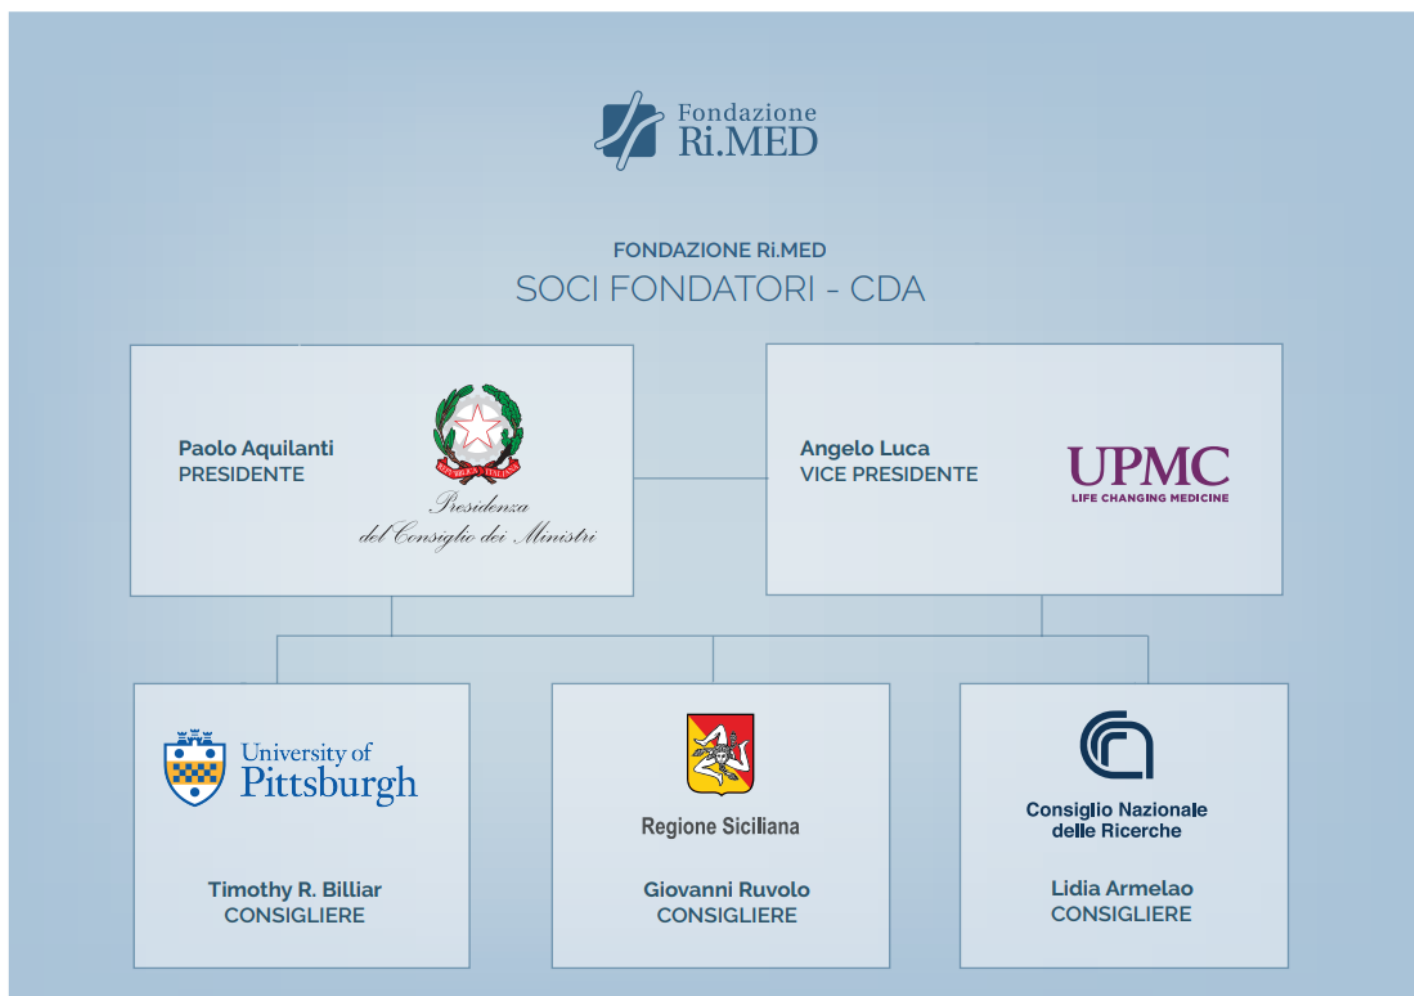 Fondazione
Ri.MED
FONDAZIONE Ri.MED
SOCI FONDATORI - CDA
Paolo Aquilanti
PRESIDENTE
REPVBBLICA ITALIANA
Presidenza
del Consiglio dei Ministri
Angelo Luca
VICE PRESIDENTE
UPMC
LIFE CHANGING MEDICINE
University of
Pittsburgh
Timothy R. Billiar
CONSIGLIERE
Regione Siciliana
Giovanni Ruvolo
CONSIGLIERE
Consiglio Nazionale
delle Ricerche
Lidia Armelao
CONSIGLIERE